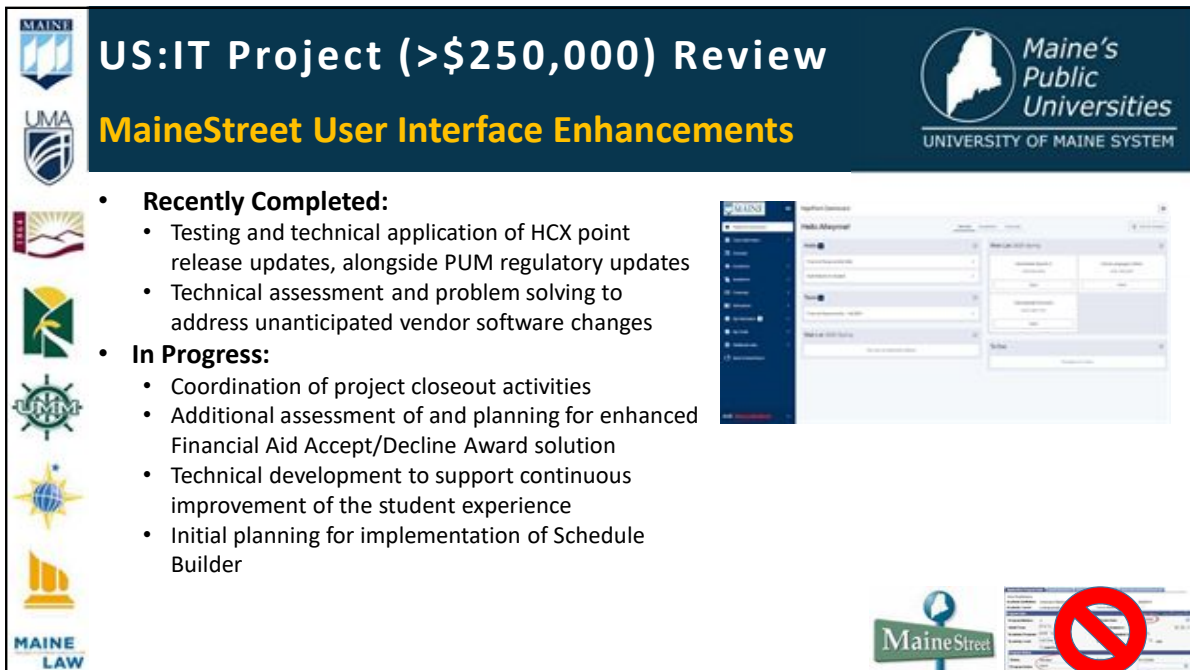 MAINE
US:IT Project (>$250,000) Review
MaineStreet User Interface Enhancements
Maine's
Public
Universities
UNIVERSITY OF MAINE SYSTEM
UMA
1864
UMM
MAINE
LAW
• Recently Completed:
• Testing and technical application of HCX point
release updates, alongside PUM regulatory updates
• Technical assessment and problem solving to
address unanticipated vendor software changes
• In Progress:
• Coordination of project closeout activities
• Additional assessment of and planning for enhanced
Financial Aid Accept/Decline Award solution
• Technical development to support continuous
improvement of the student experience
• Initial planning for implementation of Schedule
Builder
MAINE
Hello
MaineStreet